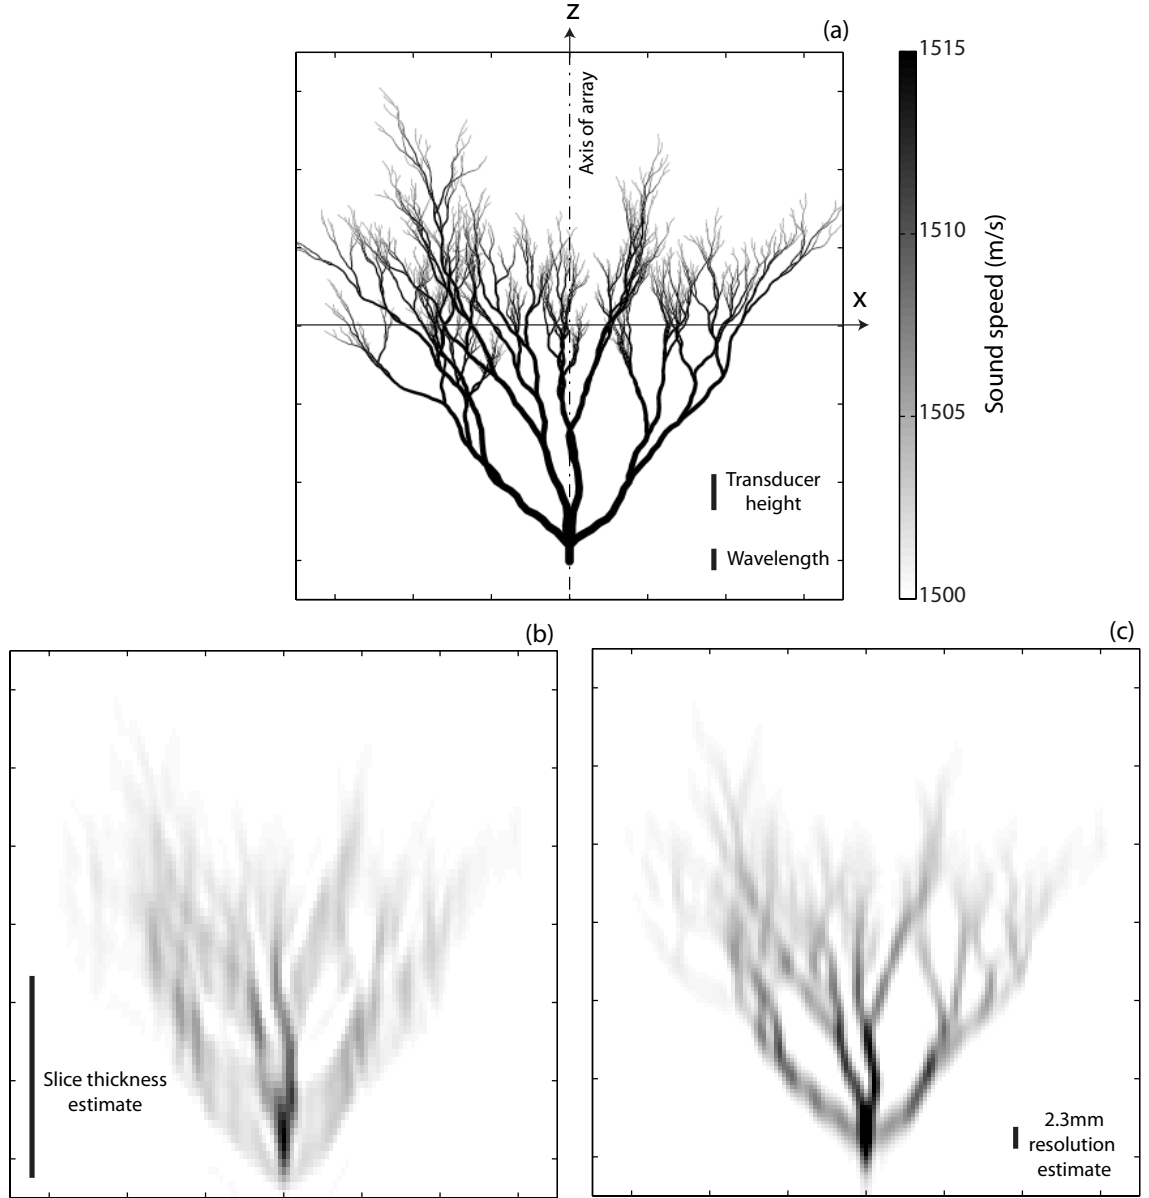 z
(a)
Axis of array
x
Transducer
height
Wavelength
1515
1510
1505
1500
Sound speed (m/s)
(b)
Slice thickness
estimate
(c)
2.3mm
resolution
estimate